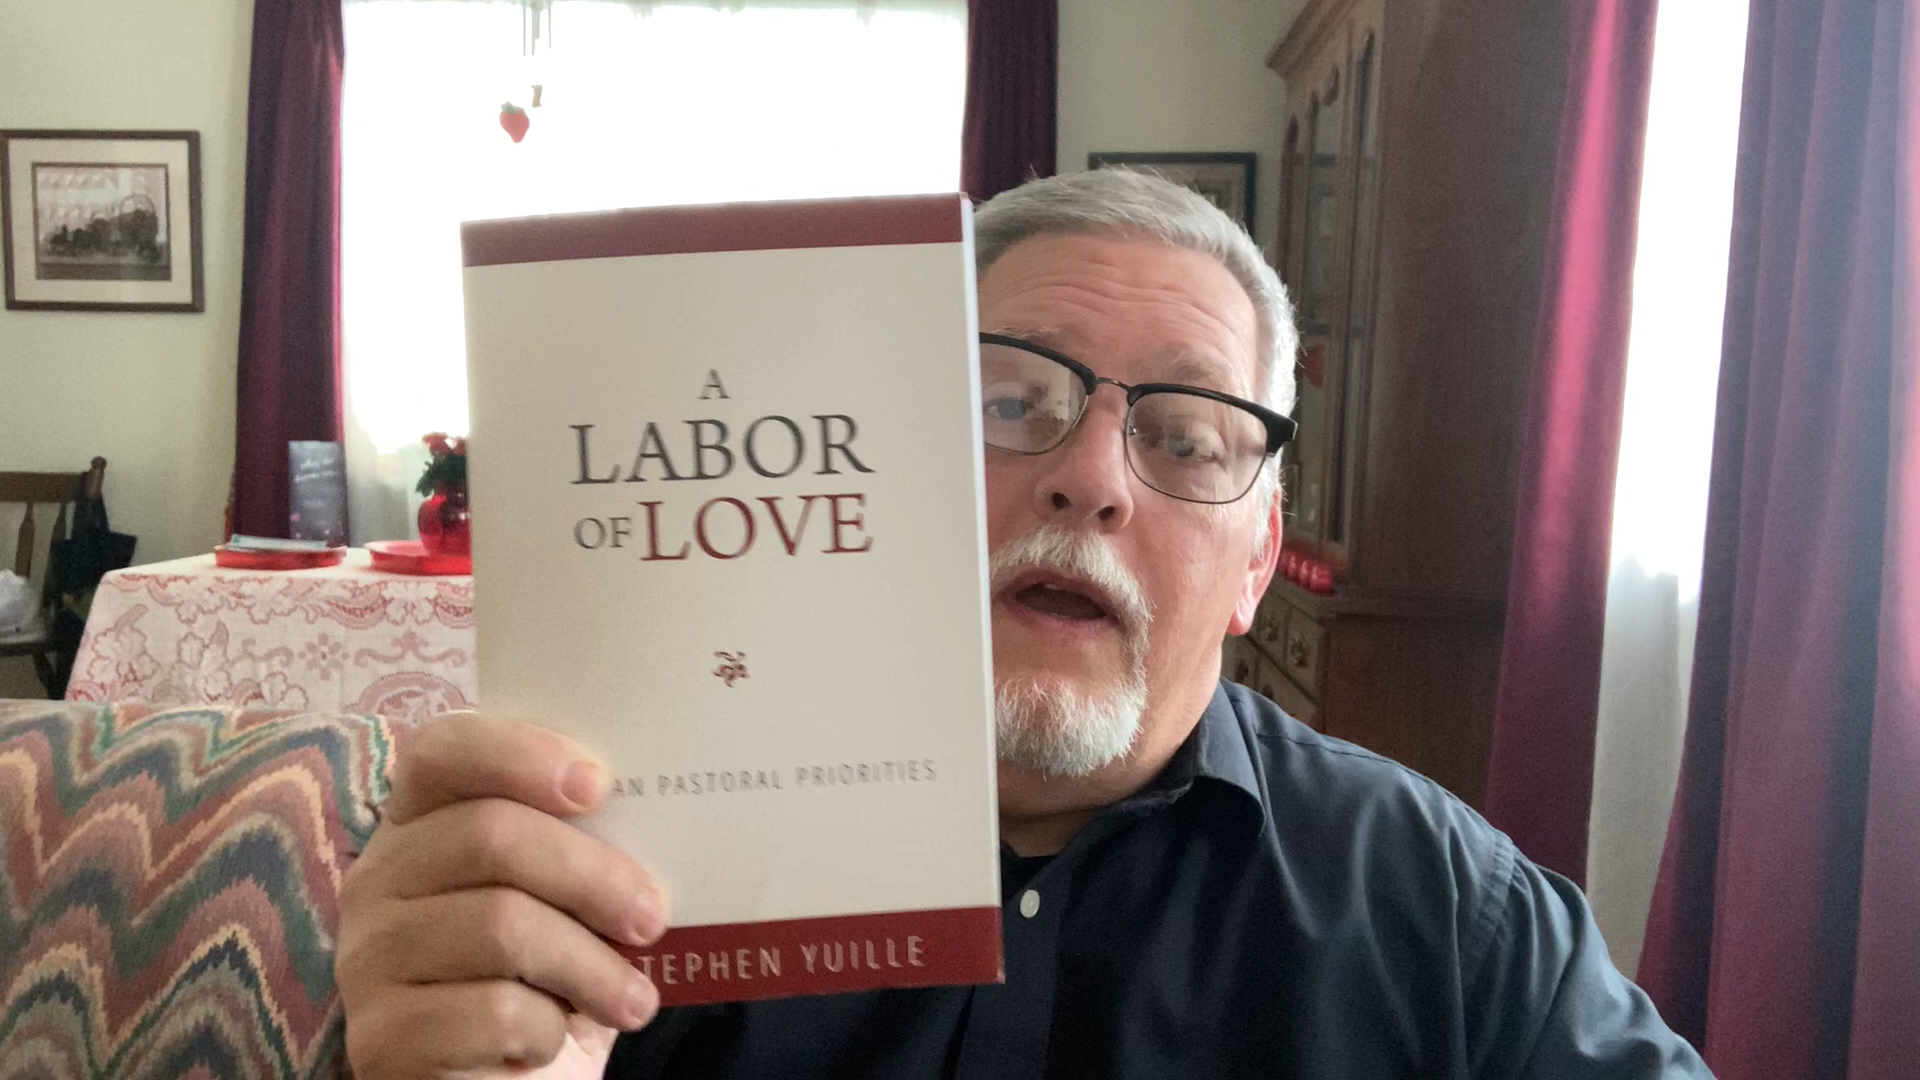 A
LABOR
OF LOVE
AN PASTORAL PRIORITIES
TEPHEN YUILLE